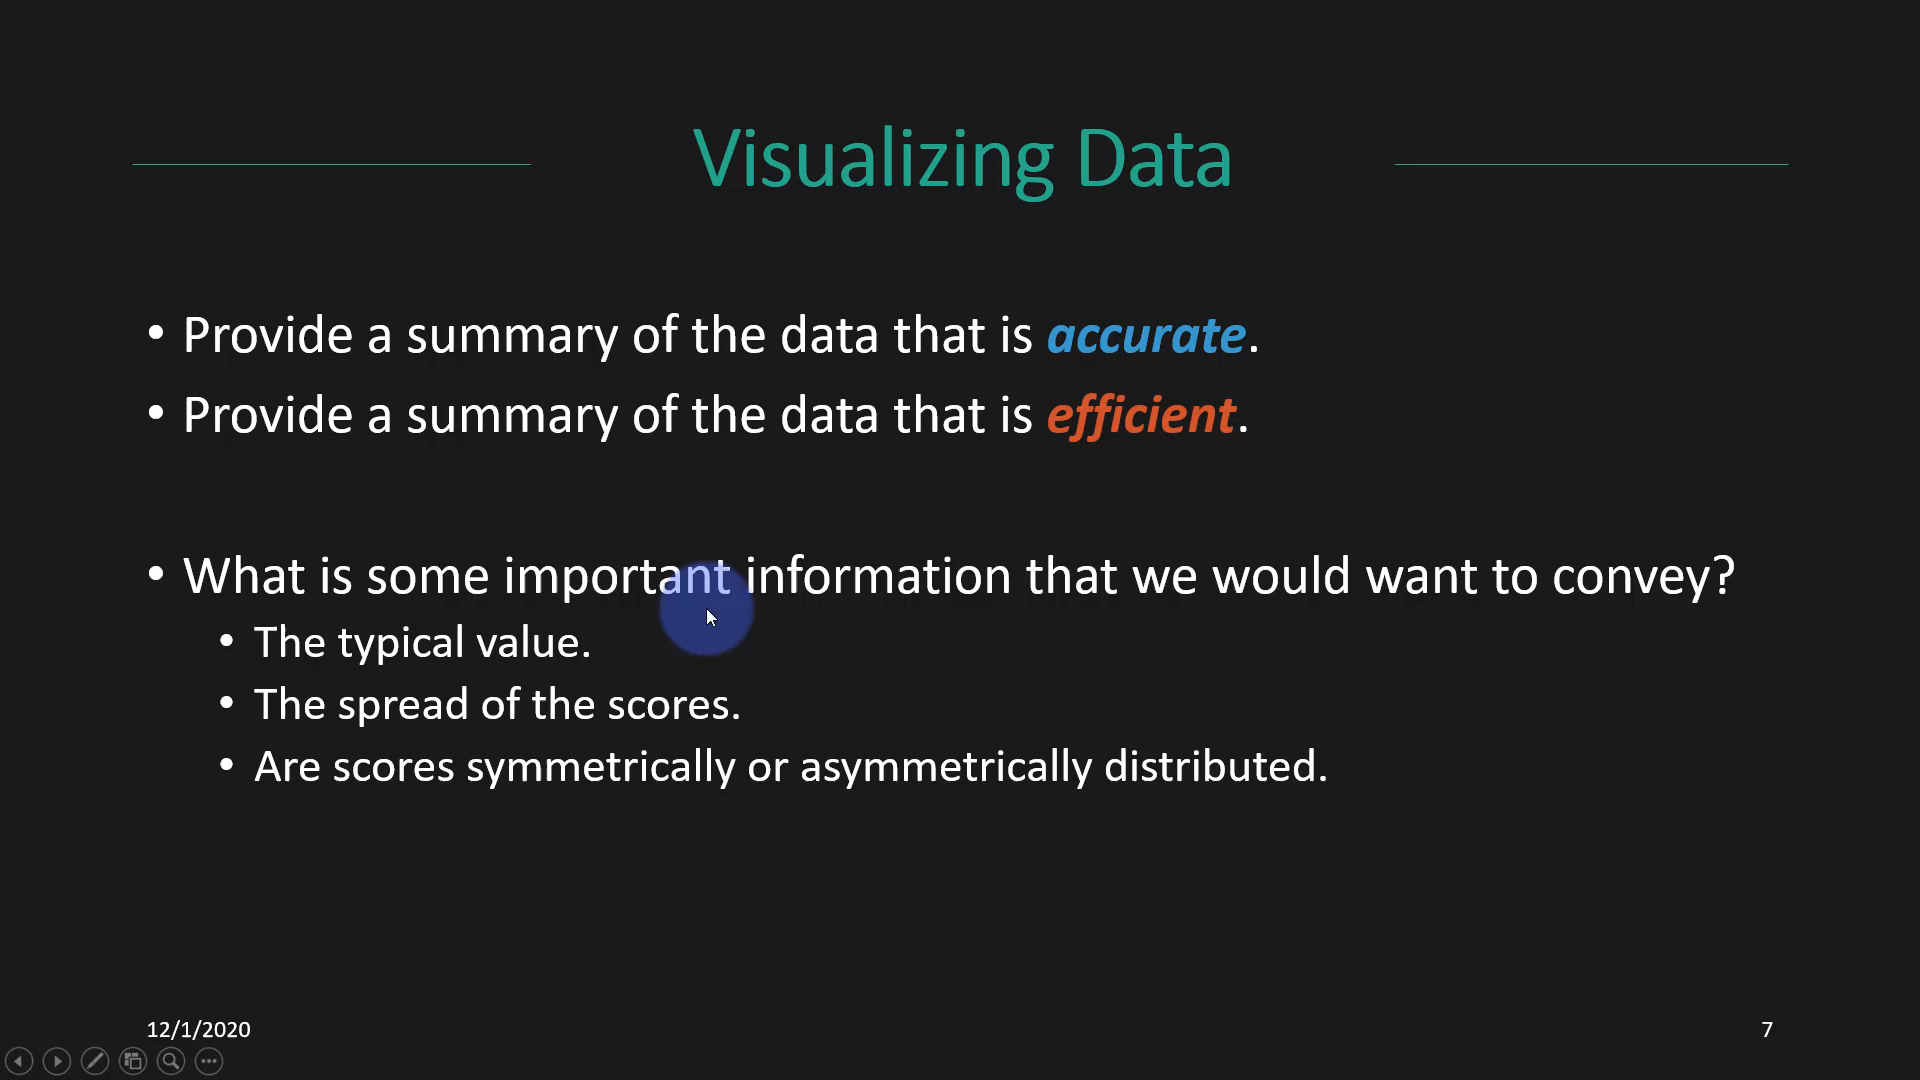 Visualizing Data
• Provide a summary of the data that is accurate.
• Provide a summary of the data that is efficient.
• What is some important information that we would want to convey?
• The typical value.
• The spread of the scores.
• Are scores symmetrically or asymmetrically distributed.
12/1/2020
7